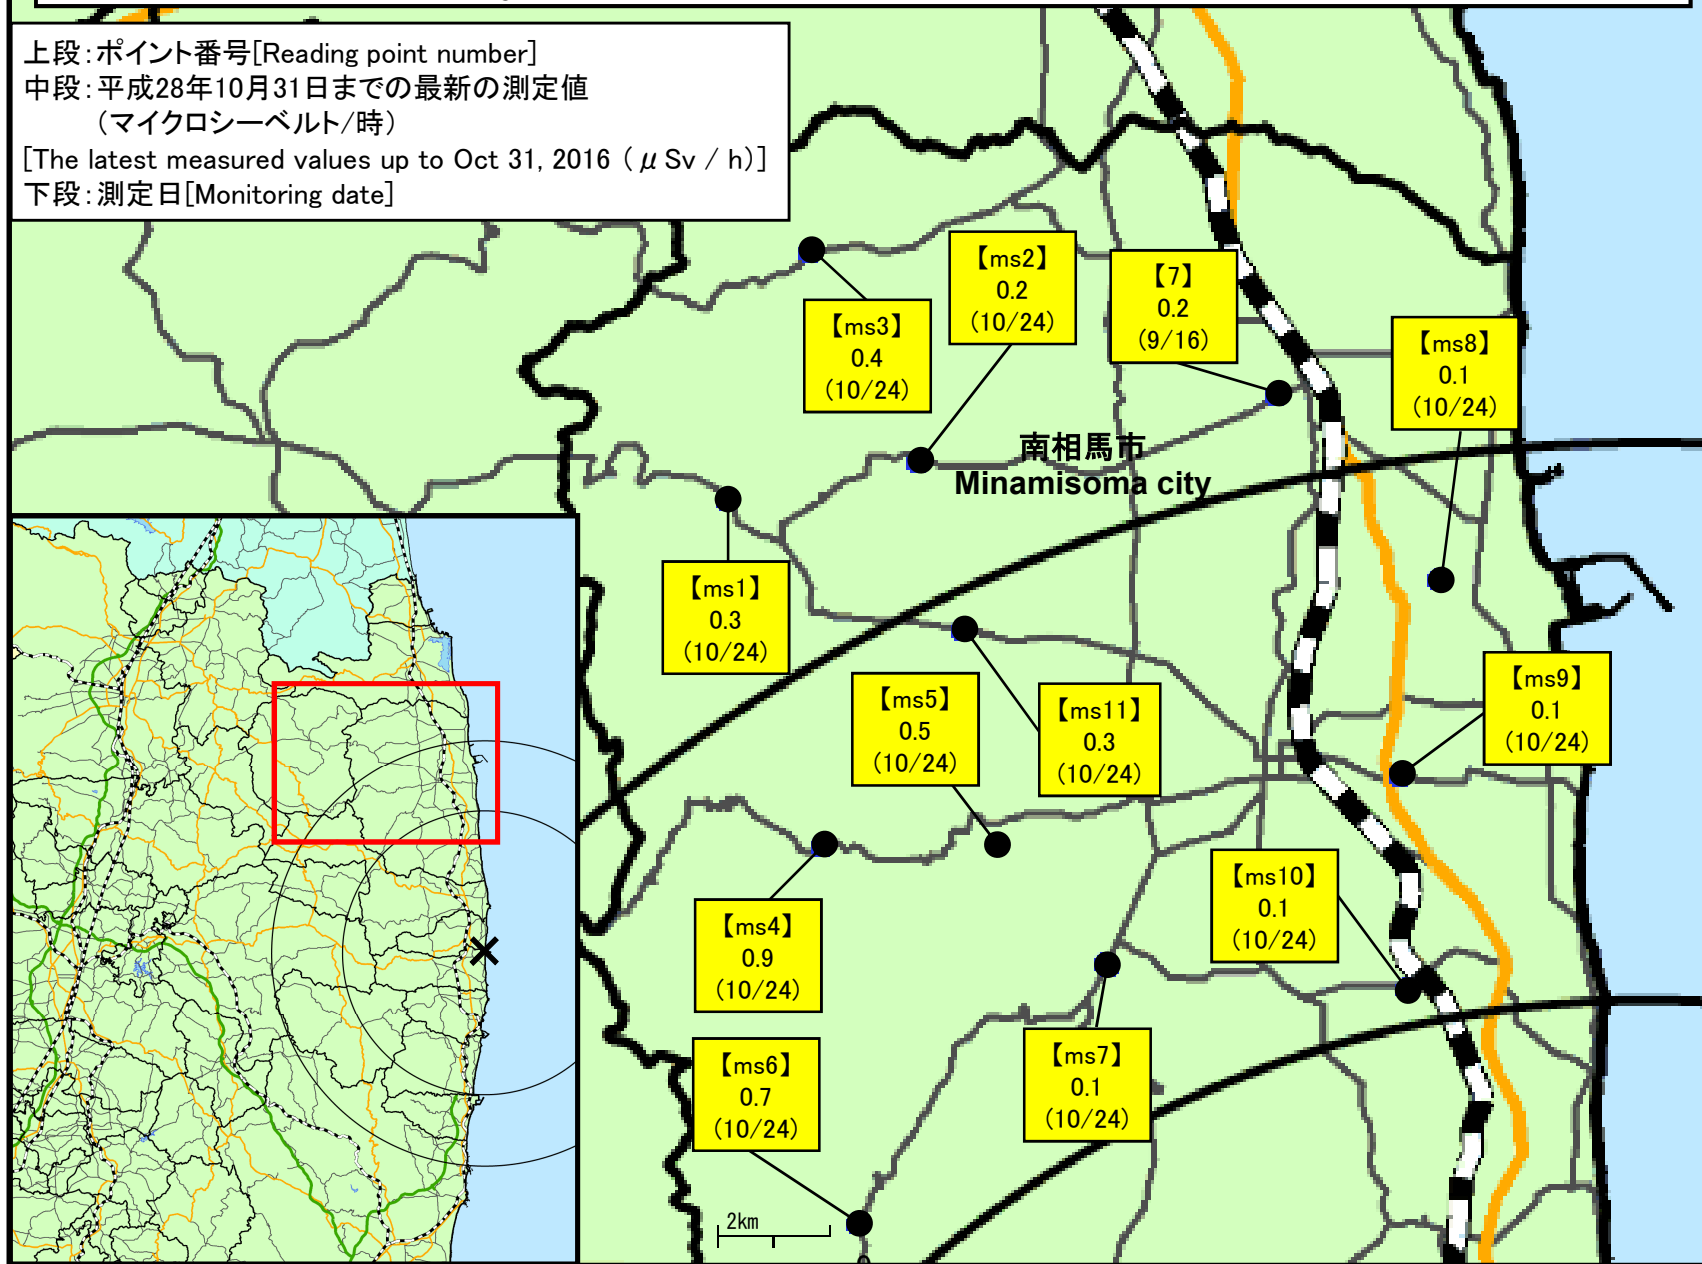 上段:ポイント番号[Reading point number]
中段:平成28年10月31日までの最新の測定値
(マイクロシーベルト/時)
[The latest measured values up to Oct 31, 2016 (μSv / h)]
下段:測定日[Monitoring date]
【ms2】
0.2
(10/24)
【7】
0.2
(9/16)
【ms3】
0.4
(10/24)
【ms8】
0.1
(10/24)
南相馬市
Minamisoma city
【ms1】
0.3
(10/24)
【ms5】
0.5
(10/24)
【ms11】
0.3
(10/24)
【ms9】
0.1
(10/24)
【ms4】
0.9
(10/24)
【ms10】
0.1
(10/24)
【ms6】
0.7
(10/24)
【ms7】
0.1
(10/24)
2km